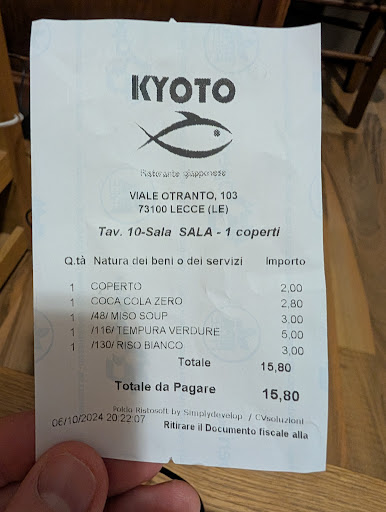 KYOTO
Ristorante giapponese
VIALE OTRANTO, 103
73100 LECCE (LE)
Tav. 10-Sala SALA - 1 coperti
Q.tà Natura dei beni o dei servizi Importo
1 COPERTO 2,00
1 COCA COLA ZERO 2,80
1 /48/ MISO SOUP 3,00
1 /116/ TEMPURA VERDURE 5,00
1 /130/ RISO BIANCO 3,00
Totale 15,80
Totale da Pagare 15,80
Poldo Ristosoft by Simplydevelop / CVsoluzioni
06/10/2024 20:22:07 Ritirare il Documento fiscale alla